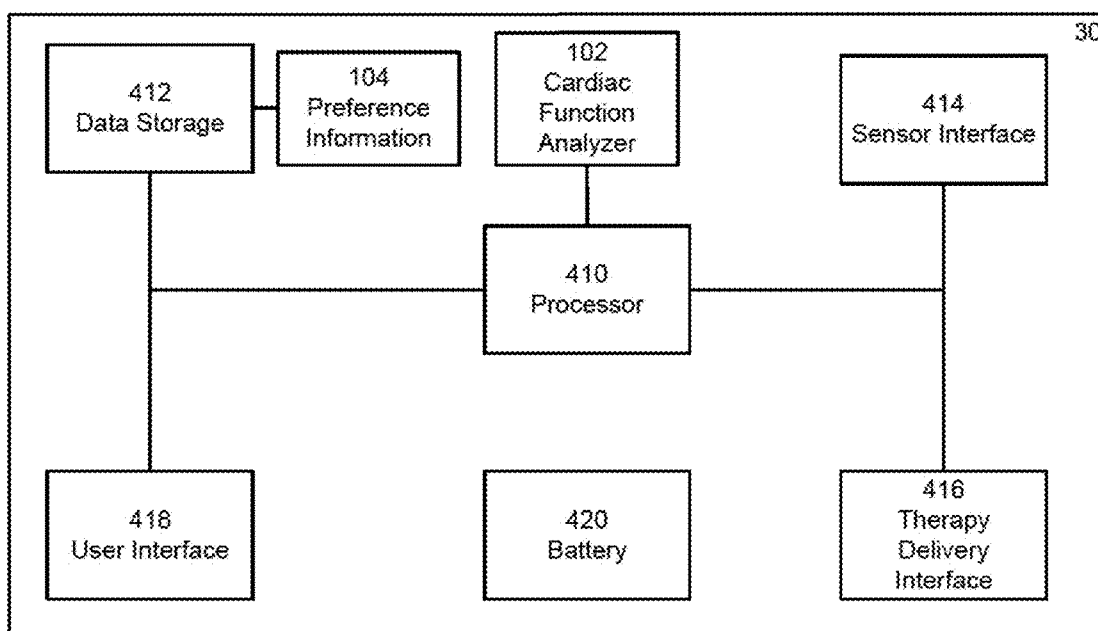 30
412
Data Storage
104
Preference
Information
102
Cardiac
Function
Analyzer
414
Sensor Interface
410
Processor
418
User Interface
420
Battery
416
Therapy
Delivery
Interface